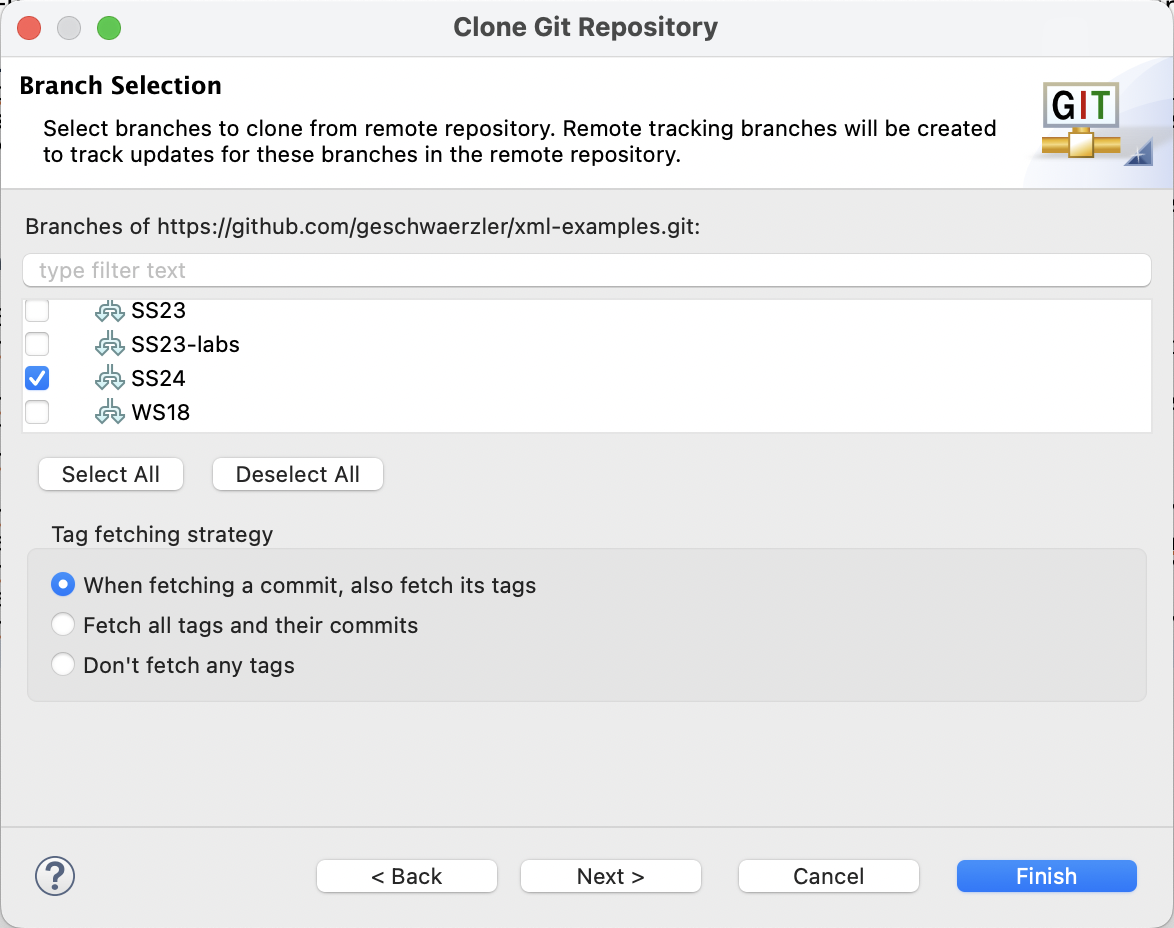 Clone Git Repository
Branch Selection
Select branches to clone from remote repository. Remote tracking branches will be created
to track updates for these branches in the remote repository.
GIT
Branches of https://github.com/geschwaerzler/xml-examples.git:
type filter text
SS23
SS23-labs
SS24
WS18
Select All
Deselect All
Tag fetching strategy
When fetching a commit, also fetch its tags
Fetch all tags and their commits
Don't fetch any tags
?
< Back
Next >
Cancel
Finish